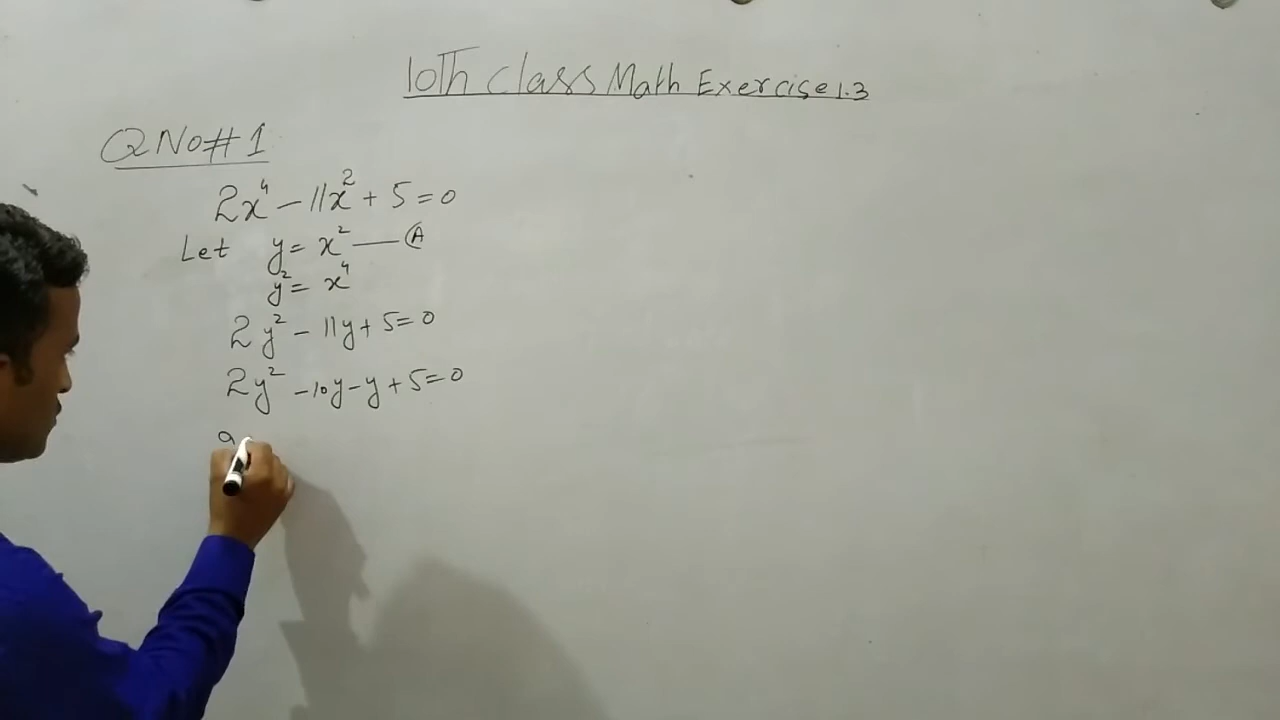 10Th Class Math Exercise 1.3
Q No# 1
2x⁴ - 11x² + 5 = 0
Let y = x² — Ⓐ
y² = x⁴
2y² - 11y + 5 = 0
2y² - 10y - y + 5 = 0